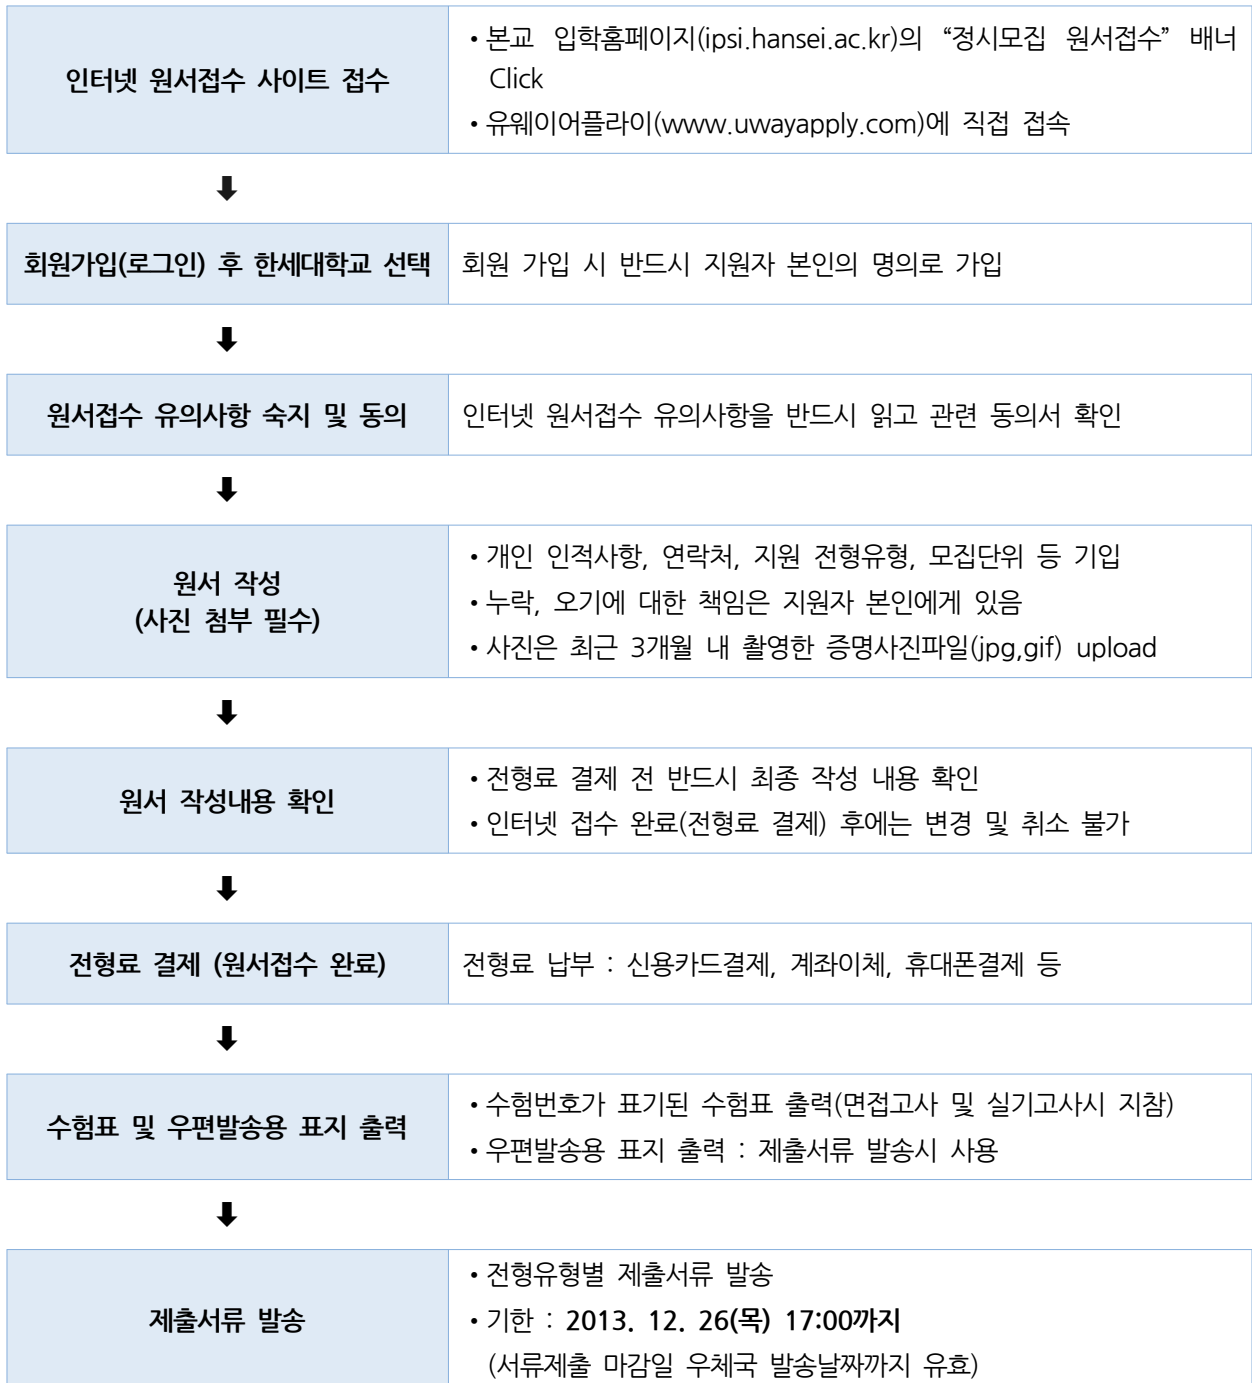 인터넷 원서접수 사이트 접수
•본교 입학홈페이지(ipsi.hansei.ac.kr)의 “정시모집 원서접수” 배너
Click
•유웨이어플라이(www.uwayapply.com)에 직접 접속
⬇
회원가입(로그인) 후 한세대학교 선택
회원 가입 시 반드시 지원자 본인의 명의로 가입
⬇
원서접수 유의사항 숙지 및 동의
인터넷 원서접수 유의사항을 반드시 읽고 관련 동의서 확인
⬇
원서 작성
(사진 첨부 필수)
•개인 인적사항, 연락처, 지원 전형유형, 모집단위 등 기입
•누락, 오기에 대한 책임은 지원자 본인에게 있음
•사진은 최근 3개월 내 촬영한 증명사진파일(jpg,gif) upload
⬇
원서 작성내용 확인
•전형료 결제 전 반드시 최종 작성 내용 확인
•인터넷 접수 완료(전형료 결제) 후에는 변경 및 취소 불가
⬇
전형료 결제 (원서접수 완료)
전형료 납부 : 신용카드결제, 계좌이체, 휴대폰결제 등
⬇
수험표 및 우편발송용 표지 출력
•수험번호가 표기된 수험표 출력(면접고사 및 실기고사시 지참)
•우편발송용 표지 출력 : 제출서류 발송시 사용
⬇
제출서류 발송
•전형유형별 제출서류 발송
•기한 : 2013. 12. 26(목) 17:00까지
(서류제출 마감일 우체국 발송날짜까지 유효)